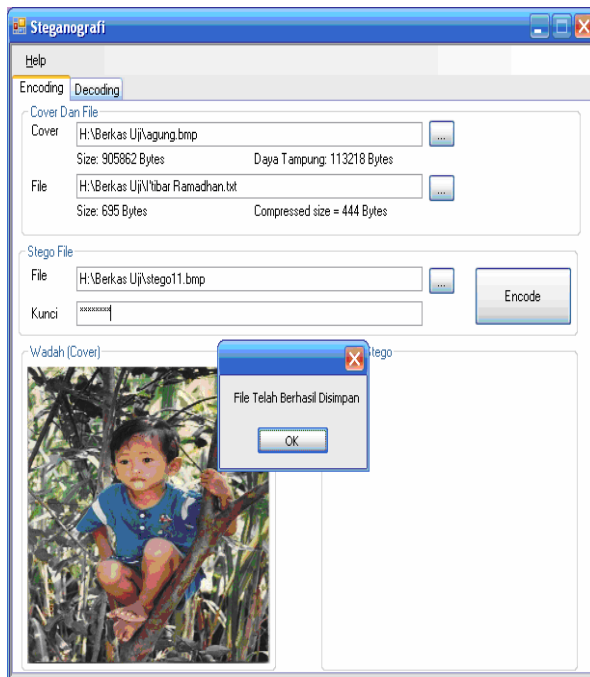 Steganografi
Help
Encoding Decoding
Cover Dan File
Cover H:\Berkas Uji\agung.bmp ...
Size: 905862 Bytes Daya Tampung: 113218 Bytes
File H:\Berkas Uji\I'tibar Ramadhan.txt ...
Size: 695 Bytes Compressed size = 444 Bytes
Stego File
File H:\Berkas Uji\stego11.bmp ...
Encode
Kunci ********
Wadah (Cover) Stego
File Telah Berhasil Disimpan
OK